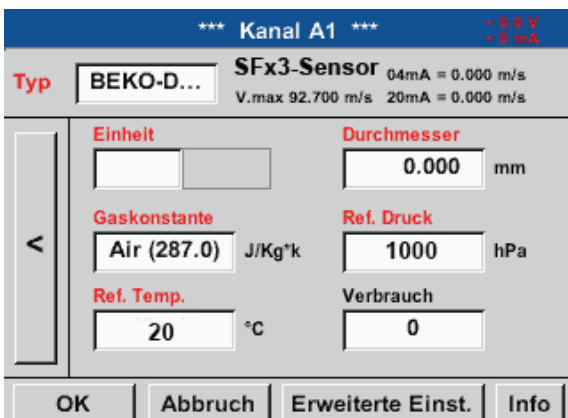 *** Kanal A1 ***
~ 0.0 V
~ 0 mA
Typ BEKO-D... SFx3-Sensor 04mA = 0.000 m/s
V.max 92.700 m/s 20mA = 0.000 m/s
Einheit Durchmesser
0.000 mm
Gaskonstante Ref. Druck
< Air (287.0) J/Kg*k 1000 hPa
Ref. Temp. Verbrauch
20 °C 0
OK Abbruch Erweiterte Einst. Info